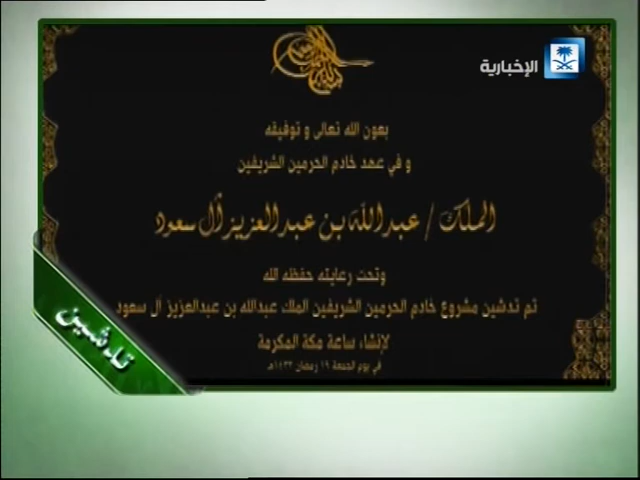 الإخبارية
بعون الله تعالى و توفيقه
و في عهد خادم الحرمين الشريفين
الملك / عبدالله بن عبدالعزيز آل سعود
وتحت رعايته حفظه الله
تم تدشين مشروع خادم الحرمين الشريفين الملك عبدالله بن عبدالعزيز آل سعود
لإنشاء ساعة مكة المكرمة
في يوم الجمعة ١٩ رمضان ١٤٣٣هـ
تدشين